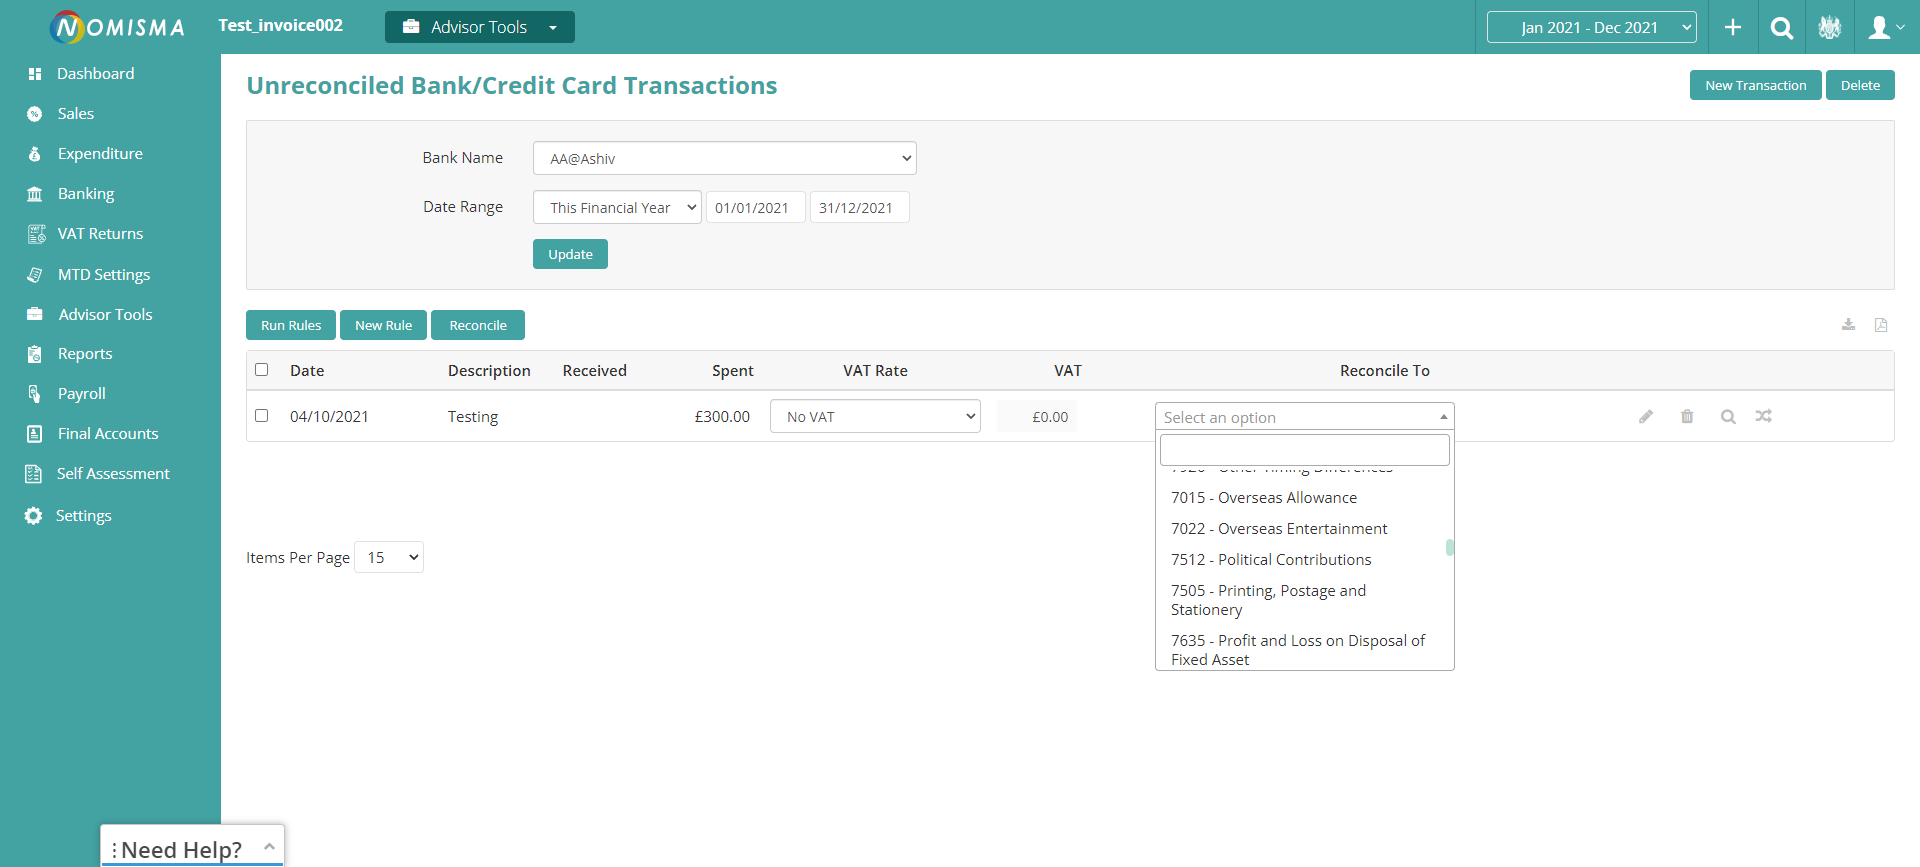 NOMISMA
Test_invoice002
Advisor Tools
Jan 2021 - Dec 2021
Dashboard
Sales
Expenditure
Banking
VAT Returns
MTD Settings
Advisor Tools
Reports
Payroll
Final Accounts
Self Assessment
Settings
Unreconciled Bank/Credit Card Transactions
New Transaction
Delete
Bank Name
AA@Ashiv
Date Range
This Financial Year
01/01/2021
31/12/2021
Update
Run Rules
New Rule
Reconcile
Date Description Received Spent VAT Rate VAT Reconcile To
04/10/2021 Testing £300.00 No VAT £0.00 Select an option
7920 - Other Timing Differences
7015 - Overseas Allowance
7022 - Overseas Entertainment
7512 - Political Contributions
7505 - Printing, Postage and
Stationery
7635 - Profit and Loss on Disposal of
Fixed Asset
Items Per Page 15
Need Help?